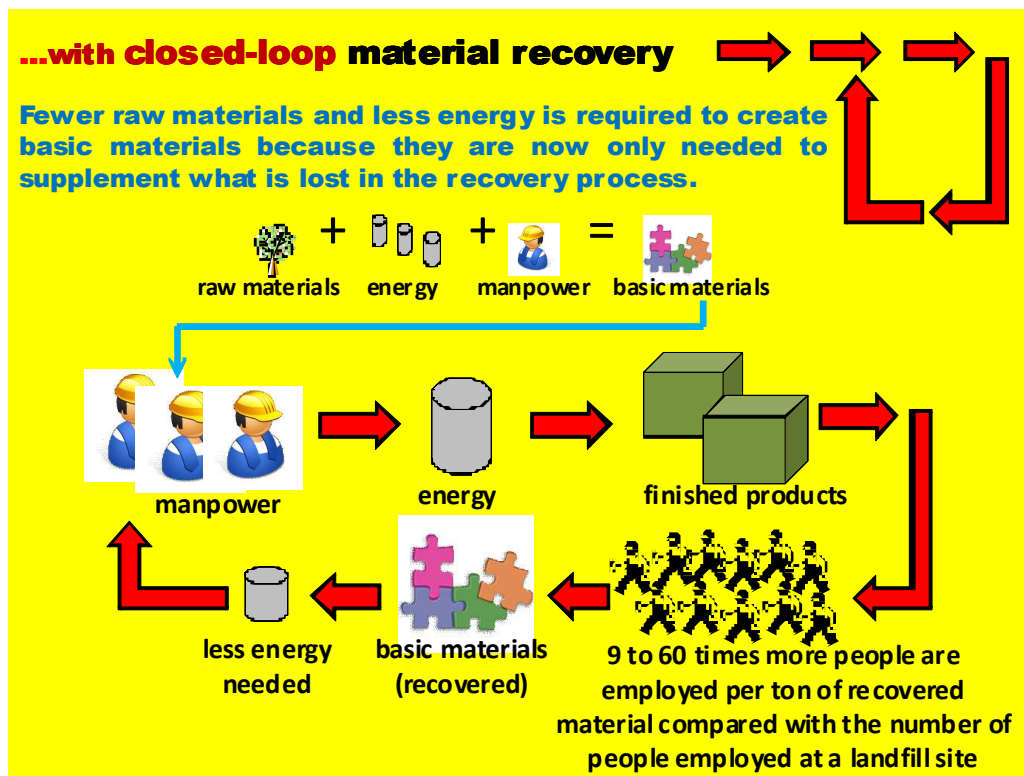 ...with closed-loop material recovery
Fewer raw materials and less energy is required to create
basic materials because they are now only needed to
supplement what is lost in the recovery process.
+ + =
raw materials energy manpower basic materials
manpower
energy
finished products
less energy
needed
basic materials
(recovered)
9 to 60 times more people are
employed per ton of recovered
material compared with the number of
people employed at a landfill site